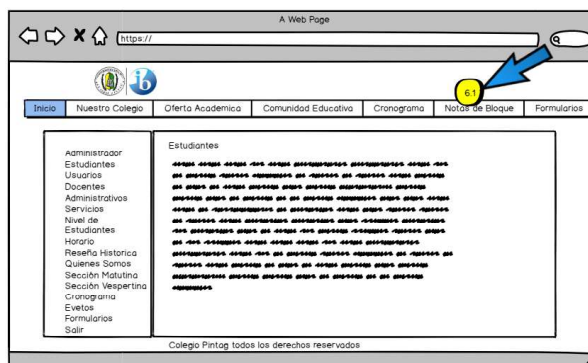 A Web Page
https://
ib
6.1
Inicio Nuestro Colegio Oferta Academica Comunidad Educativa Cronograma Notas de Bloque Formularios
Administrador
Estudiantes
Usuarios
Docentes
Administrativos
Servicios
Nivel de
Estudiantes
Horario
Reseña Historica
Quienes Somos
Sección Matutina
Sección Vespertina
Cronograma
Evetos
Formularios
Salir
Estudiantes
Colegio Pintag todos los derechos reservados